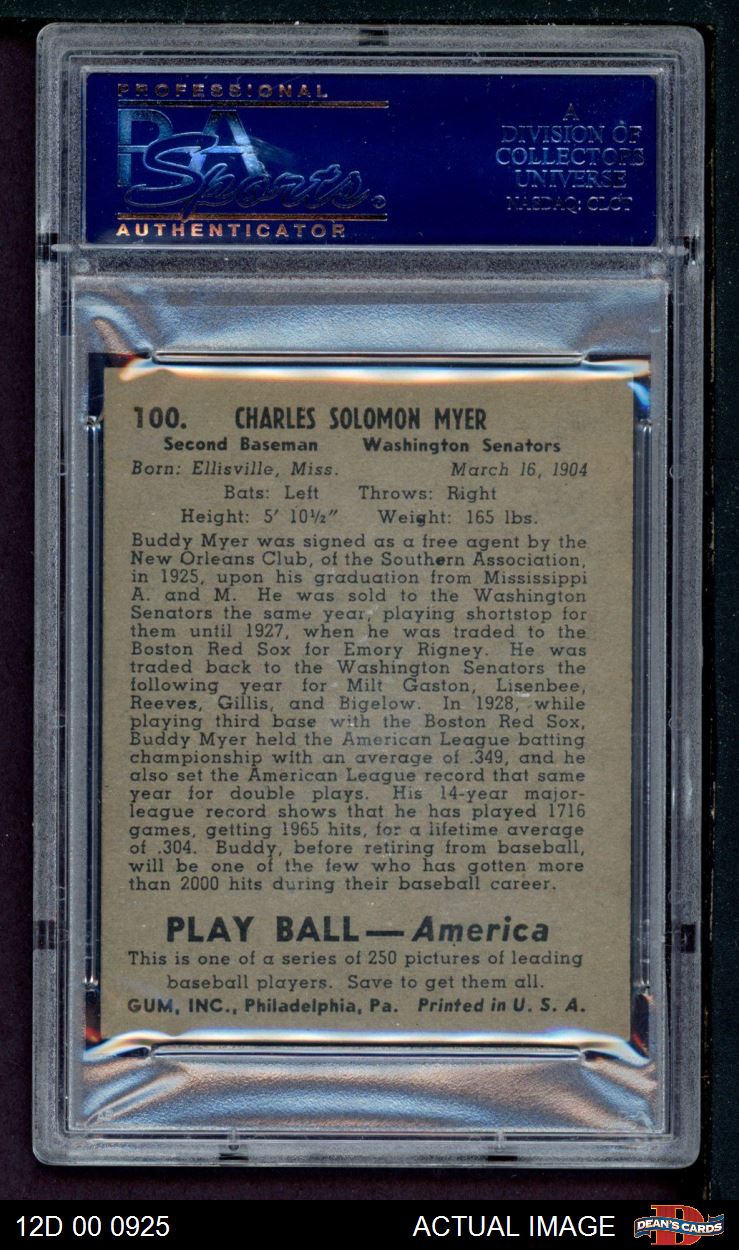 PROFESSIONAL
PSA
Sports
AUTHENTICATOR
A
DIVISION OF
COLLECTORS
UNIVERSE
NASDAQ: CLCT
100. CHARLES SOLOMON MYER
Second Baseman Washington Senators
Born: Ellisville, Miss. March 16, 1904
Bats: Left Throws: Right
Height: 5' 10½" Weight: 165 lbs.
Buddy Myer was signed as a free agent by the
New Orleans Club, of the Southern Association,
in 1925, upon his graduation from Mississippi
A. and M. He was sold to the Washington
Senators the same year, playing shortstop for
them until 1927, when he was traded to the
Boston Red Sox for Emory Rigney. He was
traded back to the Washington Senators the
following year for Milt Gaston, Lisenbee,
Reeves, Gillis, and Bigelow. In 1928, while
playing third base with the Boston Red Sox,
Buddy Myer held the American League batting
championship with an average of .349, and he
also set the American League record that same
year for double plays. His 14-year major-
league record shows that he has played 1716
games, getting 1965 hits, for a lifetime average
of .304. Buddy, before retiring from baseball,
will be one of the few who has gotten more
than 2000 hits during their baseball career.
PLAY BALL—America
This is one of a series of 250 pictures of leading
baseball players. Save to get them all.
GUM, INC., Philadelphia, Pa. Printed in U. S. A.
12D 00 0925 ACTUAL IMAGE DEAN'S CARDS